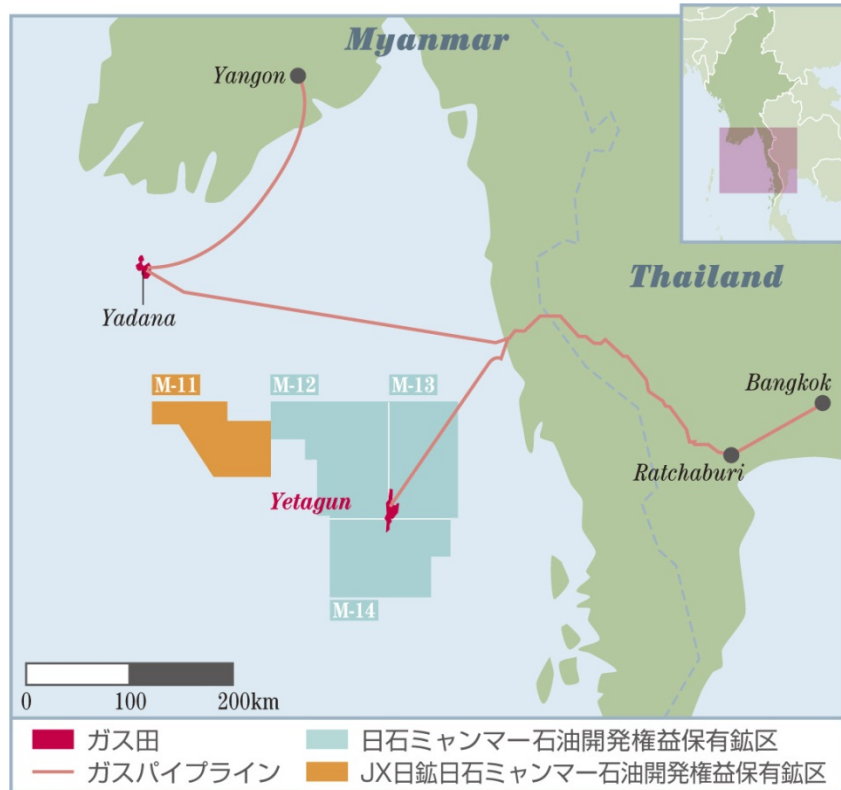 Myanmar
Yangon
Thailand
Yadana
M-11
M-12
M-13
Bangkok
Ratchaburi
Yetagun
M-14
0 100 200km
ガス田
日石ミャンマー石油開発権益保有鉱区
ガスパイプライン
JX日鉱日石ミャンマー石油開発権益保有鉱区